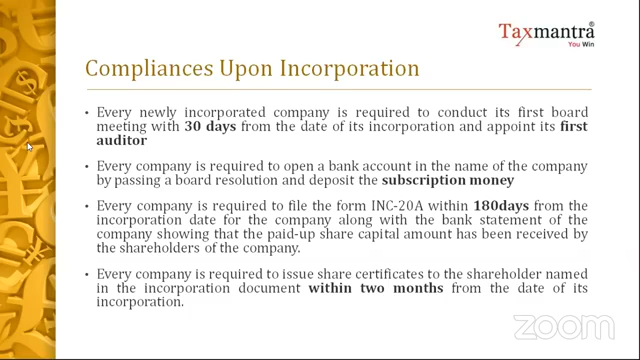 Taxmantra®
You Win
Compliances Upon Incorporation
• Every newly incorporated company is required to conduct its first board
meeting with 30 days from the date of its incorporation and appoint its first
auditor
• Every company is required to open a bank account in the name of the company
by passing a board resolution and deposit the subscription money
• Every company is required to file the form INC-20A within 180days from the
incorporation date for the company along with the bank statement of the
company showing that the paid-up share capital amount has been received by
the shareholders of the company.
• Every company is required to issue share certificates to the shareholder named
in the incorporation document within two months from the date of its
incorporation.
zoom